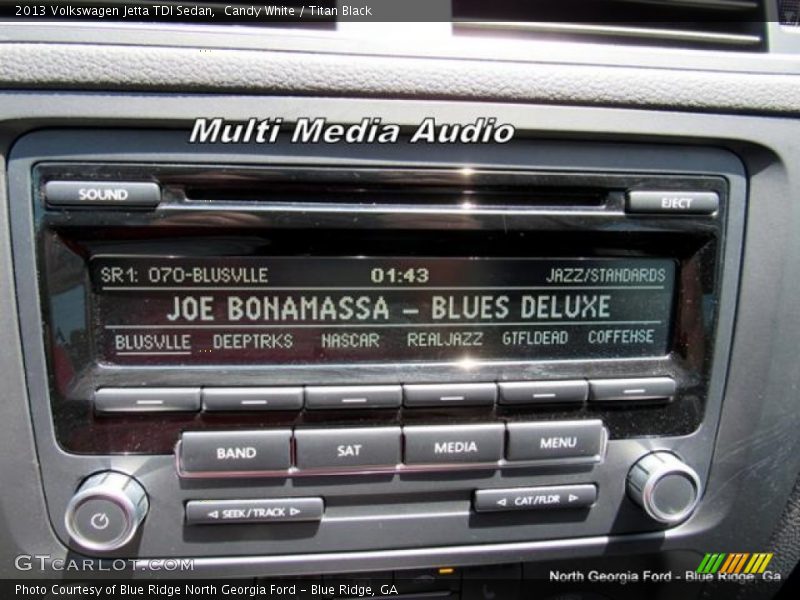 2013 Volkswagen Jetta TDI Sedan,  Candy White / Titan Black
Multi Media Audio
SOUND
EJECT
SR1: 070-BLUSVLLE 01:43 JAZZ/STANDARDS
JOE BONAMASSA - BLUES DELUXE
BLUSVLLE DEEPTRKS NASCAR REALJAZZ GTFLDEAD COFFEHSE
BAND SAT MEDIA MENU
SEEK/TRACK CAT/FLDR
GTCARLOT.COM
North Georgia Ford - Blue Ridge, Ga
Photo Courtesy of Blue Ridge North Georgia Ford - Blue Ridge, GA